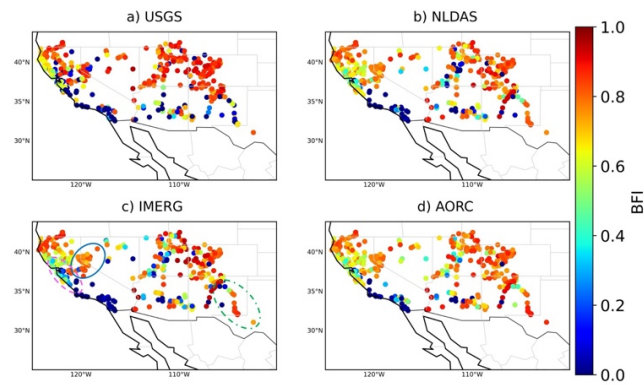 a) USGS
b) NLDAS
1.0
40°N
40°N
0.8
35°N
35°N
30°N
30°N
0.6
120°W
110°W
120°W
110°W
BFI
c) IMERG
d) AORC
0.4
40°N
40°N
35°N
35°N
0.2
30°N
30°N
0.0
120°W
110°W
120°W
110°W